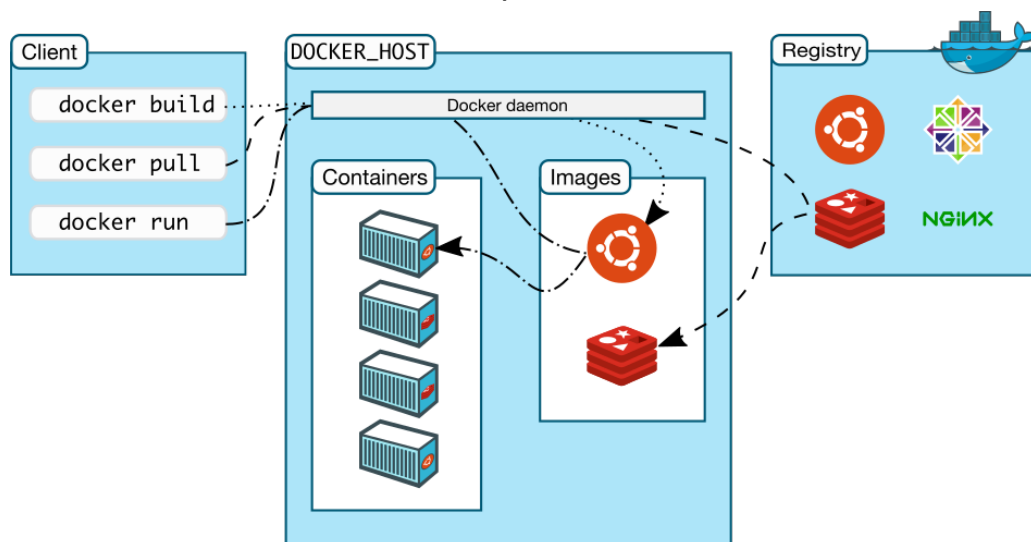 Client
docker build
docker pull
docker run
DOCKER_HOST
Docker daemon
Containers
Images
Registry
NGINX